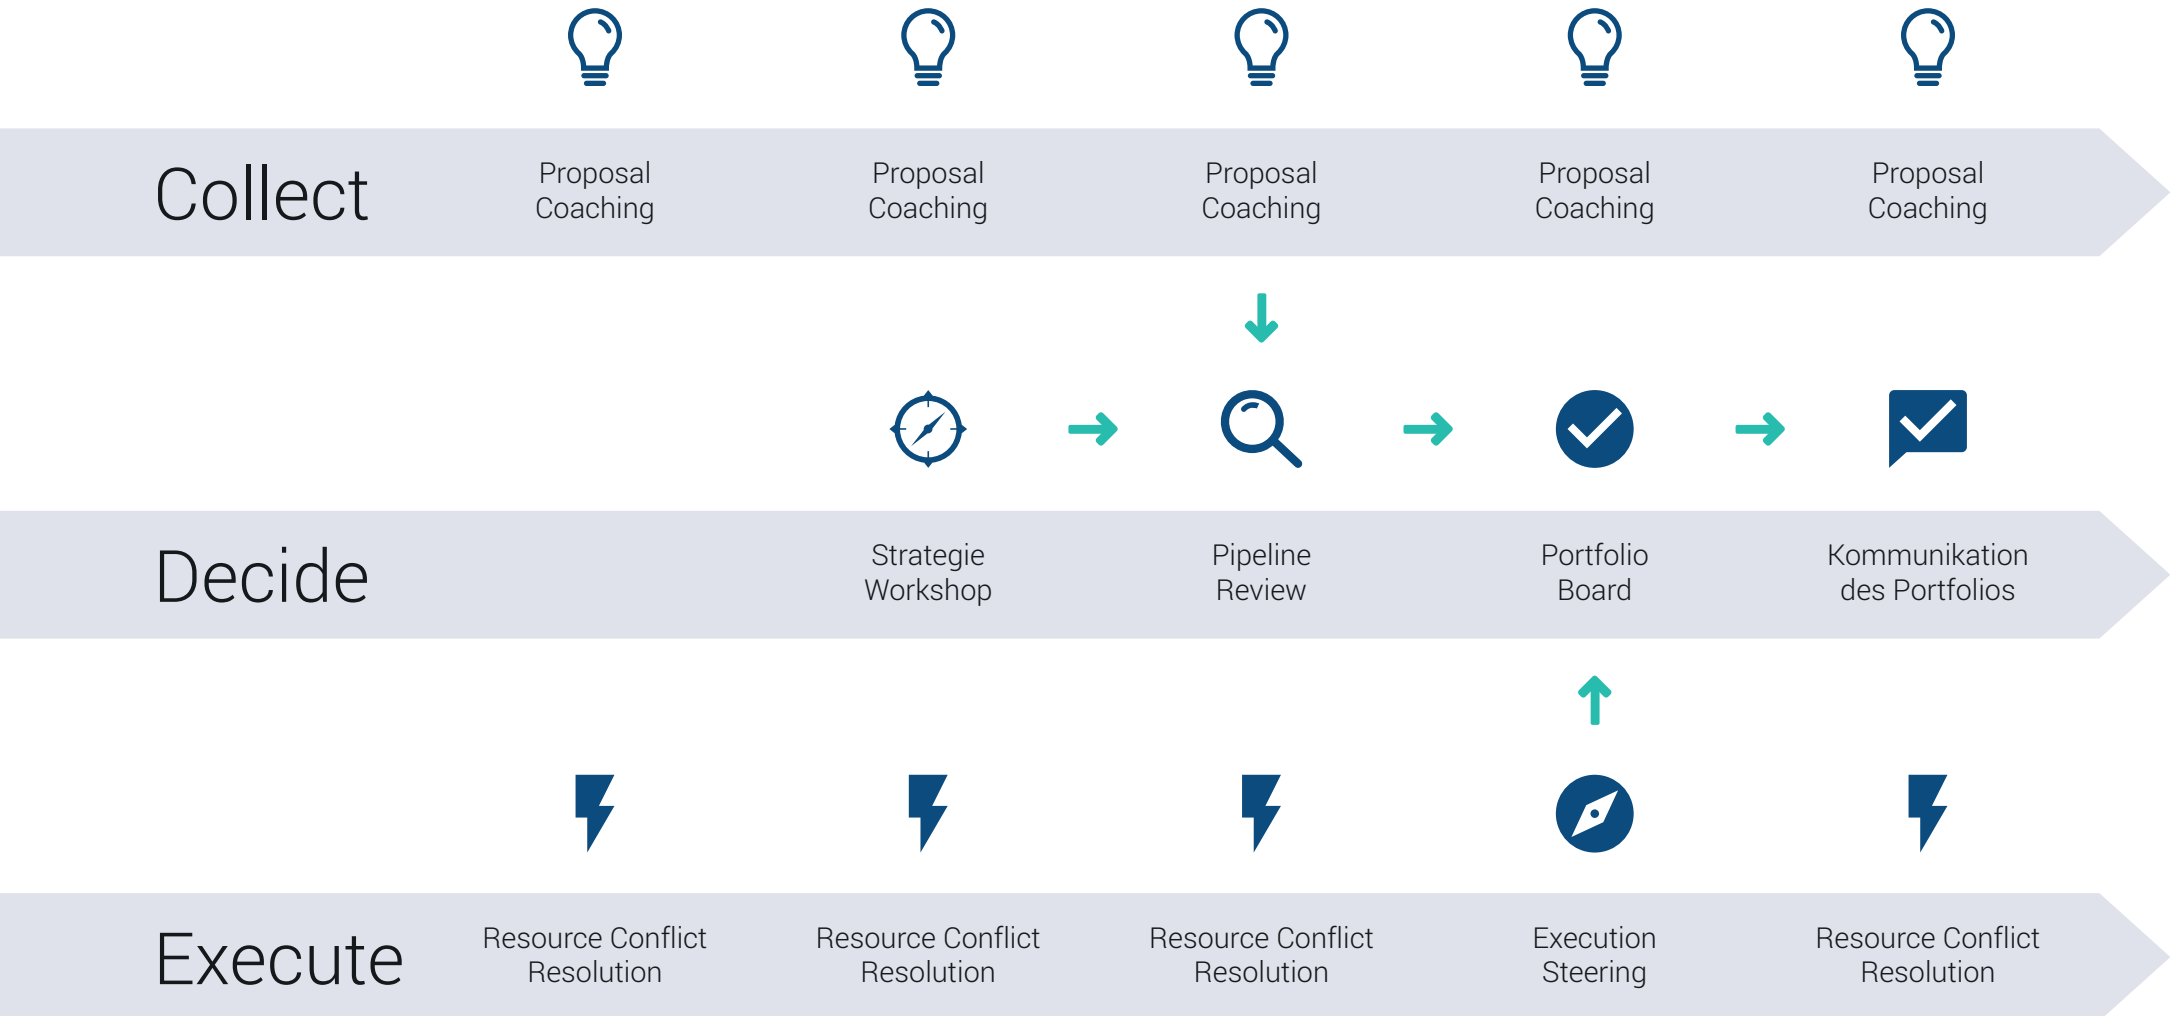 Collect
Proposal
Coaching
Proposal
Coaching
Proposal
Coaching
Proposal
Coaching
Proposal
Coaching
Decide
Strategie
Workshop
Pipeline
Review
Portfolio
Board
Kommunikation
des Portfolios
Execute
Resource Conflict
Resolution
Resource Conflict
Resolution
Resource Conflict
Resolution
Execution
Steering
Resource Conflict
Resolution